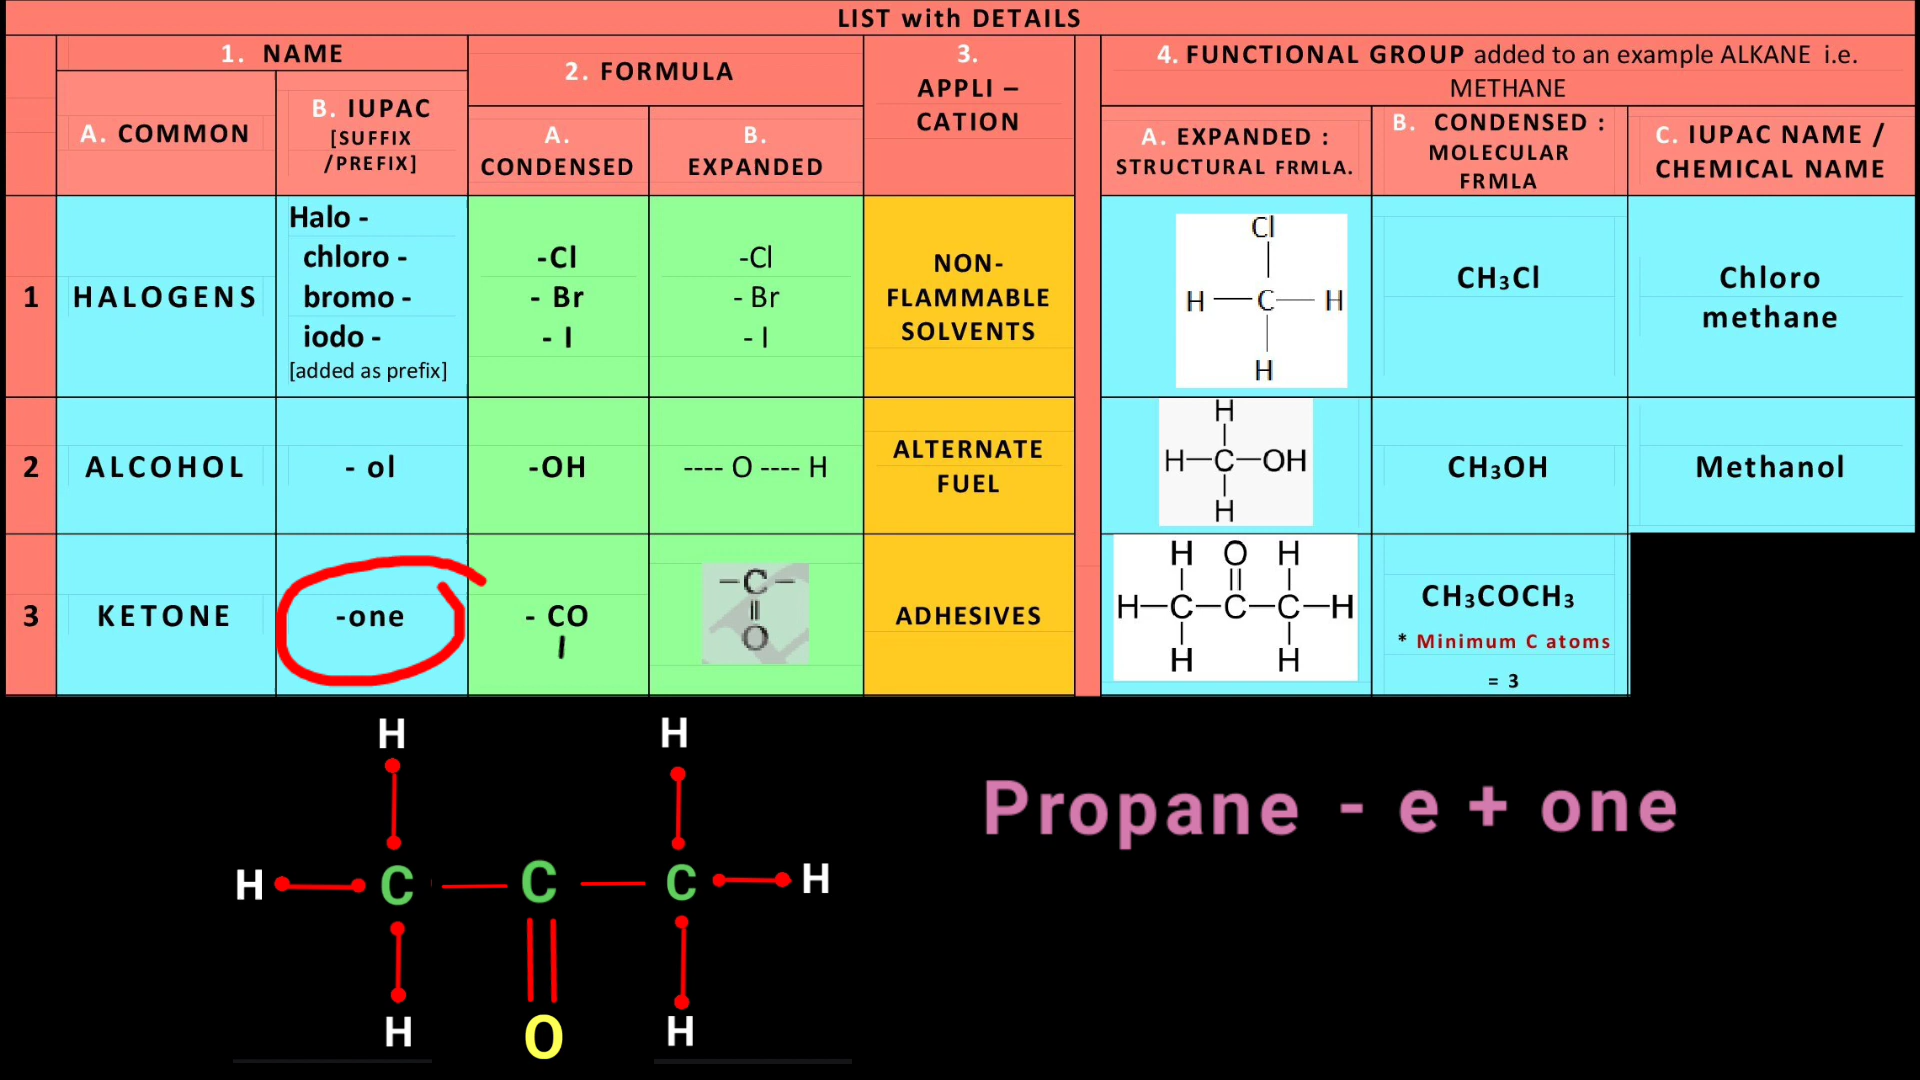 LIST with DETAILS
1. NAME
2. FORMULA
3.
APPLI –
CATION
4. FUNCTIONAL GROUP added to an example ALKANE i.e.
METHANE
A. COMMON
B. IUPAC
[SUFFIX
/PREFIX]
A.
CONDENSED
B.
EXPANDED
A. EXPANDED :
STRUCTURAL FRMLA.
B. CONDENSED :
MOLECULAR
FRMLA
C. IUPAC NAME /
CHEMICAL NAME
1
HALOGENS
Halo -
chloro -
bromo -
iodo -
[added as prefix]
-Cl
- Br
- I
-Cl
- Br
- I
NON-
FLAMMABLE
SOLVENTS
Cl
H — C — H
H
CH₃Cl
Chloro
methane
2
ALCOHOL
- ol
-OH
---- O ---- H
ALTERNATE
FUEL
H
H—C—OH
H
CH₃OH
Methanol
3
KETONE
-one
- CO
–C–
O
ADHESIVES
H O H
H—C—C—C—H
H H
CH₃COCH₃
* Minimum C atoms
= 3
H H
H C C C H
H O H
Propane - e + one